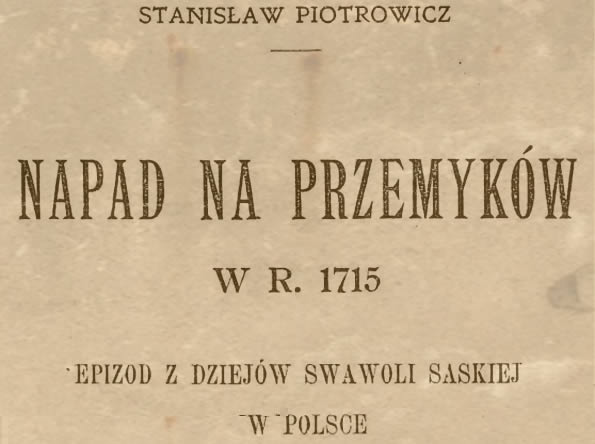 STANISŁAW PIOTROWICZ
NAPAD NA PRZEMYKÓW
W R. 1715
EPIZOD Z DZIEJÓW SWAWOLI SASKIEJ
W POLSCE